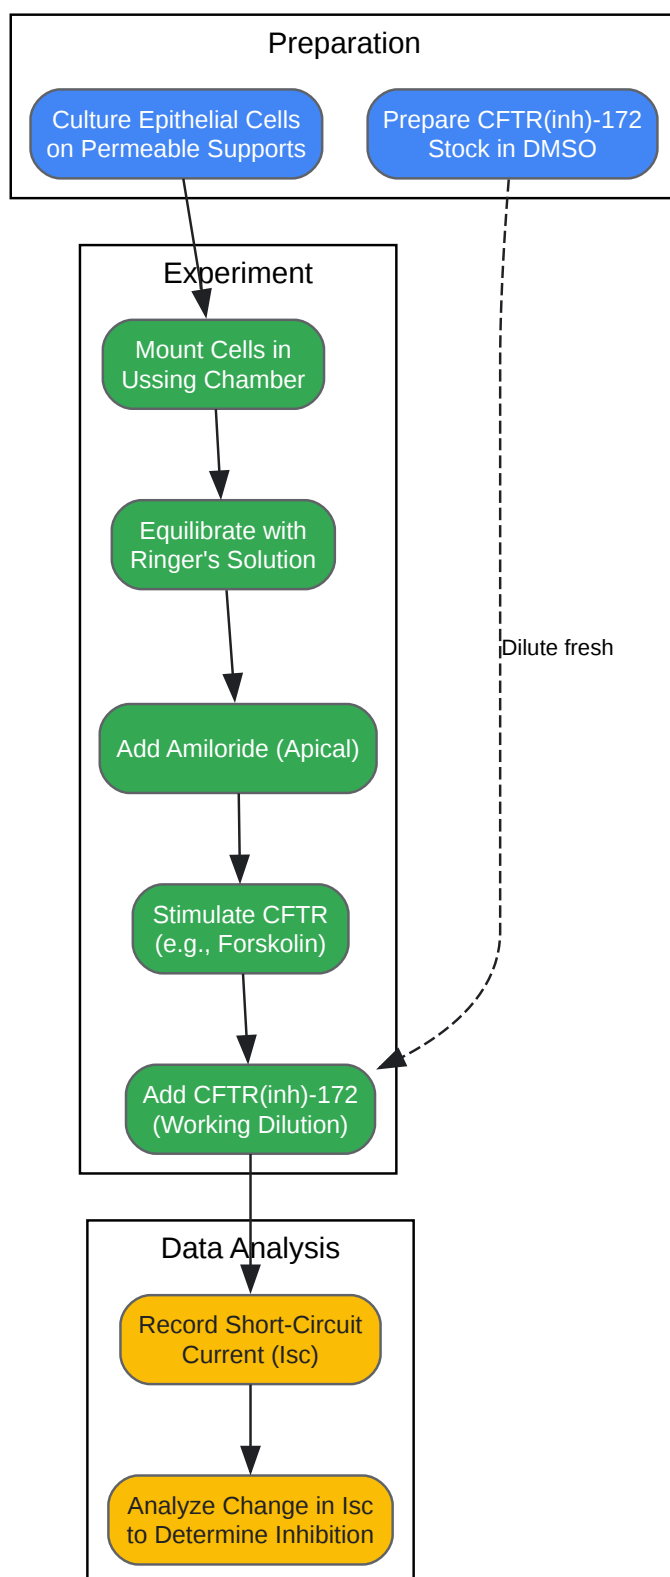 Preparation
Culture Epithelial Cells
on Permeable Supports
Prepare CFTR(inh)-172
Stock in DMSO
Experiment
Mount Cells in
Ussing Chamber
Equilibrate with
Ringer's Solution
Dilute fresh
Add Amiloride (Apical)
Stimulate CFTR
(e.g., Forskolin)
Add CFTR(inh)-172
(Working Dilution)
Data Analysis
Record Short-Circuit
Current (Isc)
Analyze Change in Isc
to Determine Inhibition